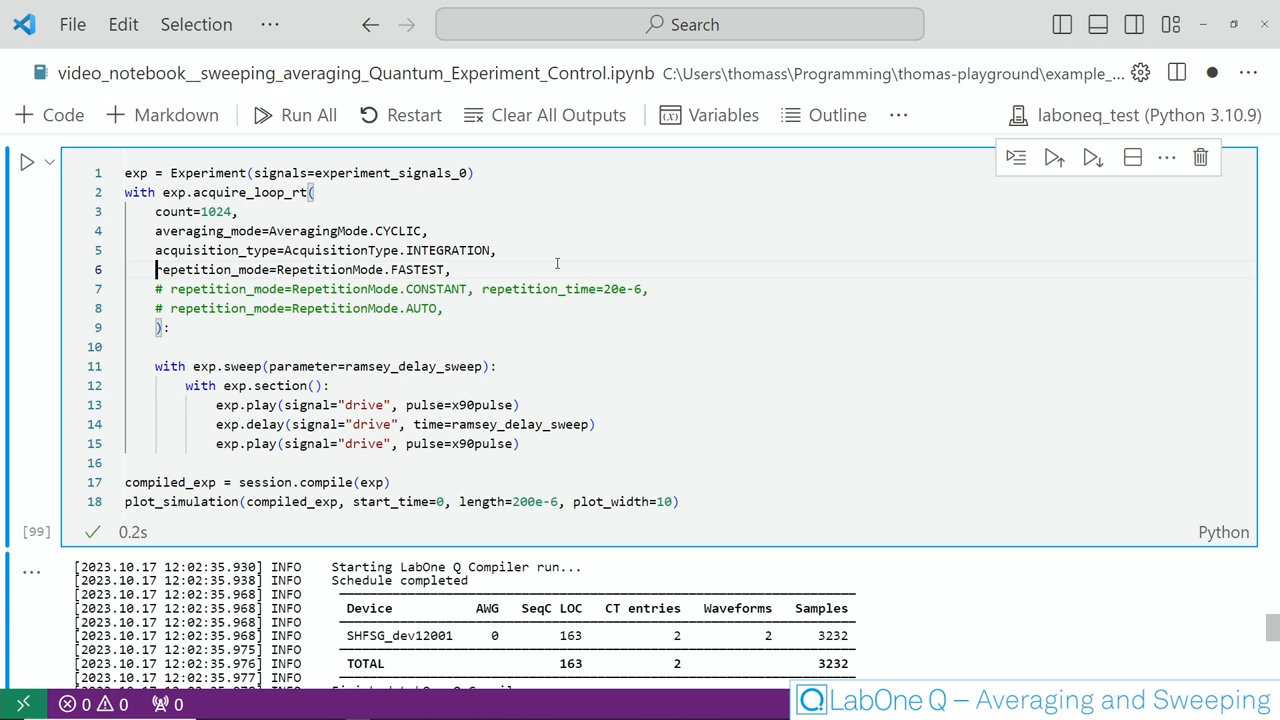 File Edit Selection ··· Search
video_notebook__sweeping_averaging_Quantum_Experiment_Control.ipynb C:\Users\thomass\Programming\thomas-playground\example_...
+ Code + Markdown Run All Restart Clear All Outputs Variables Outline ··· laboneq_test (Python 3.10.9)
1 exp = Experiment(signals=experiment_signals_0)
2 with exp.acquire_loop_rt(
3 count=1024,
4 averaging_mode=AveragingMode.CYCLIC,
5 acquisition_type=AcquisitionType.INTEGRATION,
6 repetition_mode=RepetitionMode.FASTEST,
7 # repetition_mode=RepetitionMode.CONSTANT, repetition_time=20e-6,
8 # repetition_mode=RepetitionMode.AUTO,
9 ):
10
11 with exp.sweep(parameter=ramsey_delay_sweep):
12 with exp.section():
13 exp.play(signal="drive", pulse=x90pulse)
14 exp.delay(signal="drive", time=ramsey_delay_sweep)
15 exp.play(signal="drive", pulse=x90pulse)
16
17 compiled_exp = session.compile(exp)
18 plot_simulation(compiled_exp, start_time=0, length=200e-6, plot_width=10)
[99] 0.2s Python
[2023.10.17 12:02:35.930] INFO Starting LabOne Q Compiler run...
[2023.10.17 12:02:35.938] INFO Schedule completed
[2023.10.17 12:02:35.968] INFO
[2023.10.17 12:02:35.968] INFO Device AWG SeqC LOC CT entries Waveforms Samples
[2023.10.17 12:02:35.968] INFO
[2023.10.17 12:02:35.968] INFO SHFSG_dev12001 0 163 2 2 3232
[2023.10.17 12:02:35.975] INFO
[2023.10.17 12:02:35.976] INFO TOTAL 163 2 3232
[2023.10.17 12:02:35.977] INFO
0 0 0
LabOne Q – Averaging and Sweeping